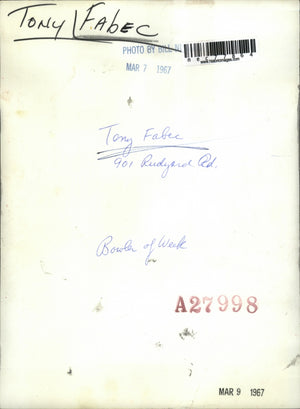 TONY FABEC
PHOTO BY BILL
MAR 7 1967
Tony Fabec
901 Rudyard Rd.
Bowler of Week
A27998
MAR 9 1967